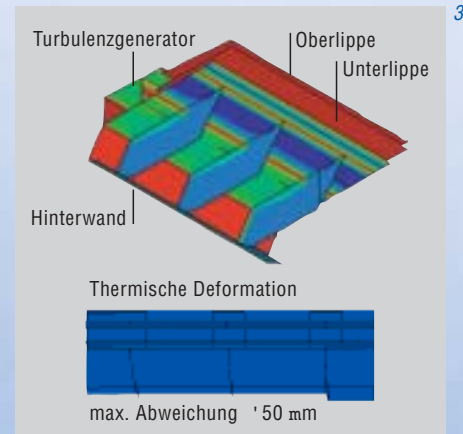 3
Turbulenzgenerator
Oberlippe
Unterlippe
Hinterwand
Thermische Deformation
max. Abweichung ' 50 mm